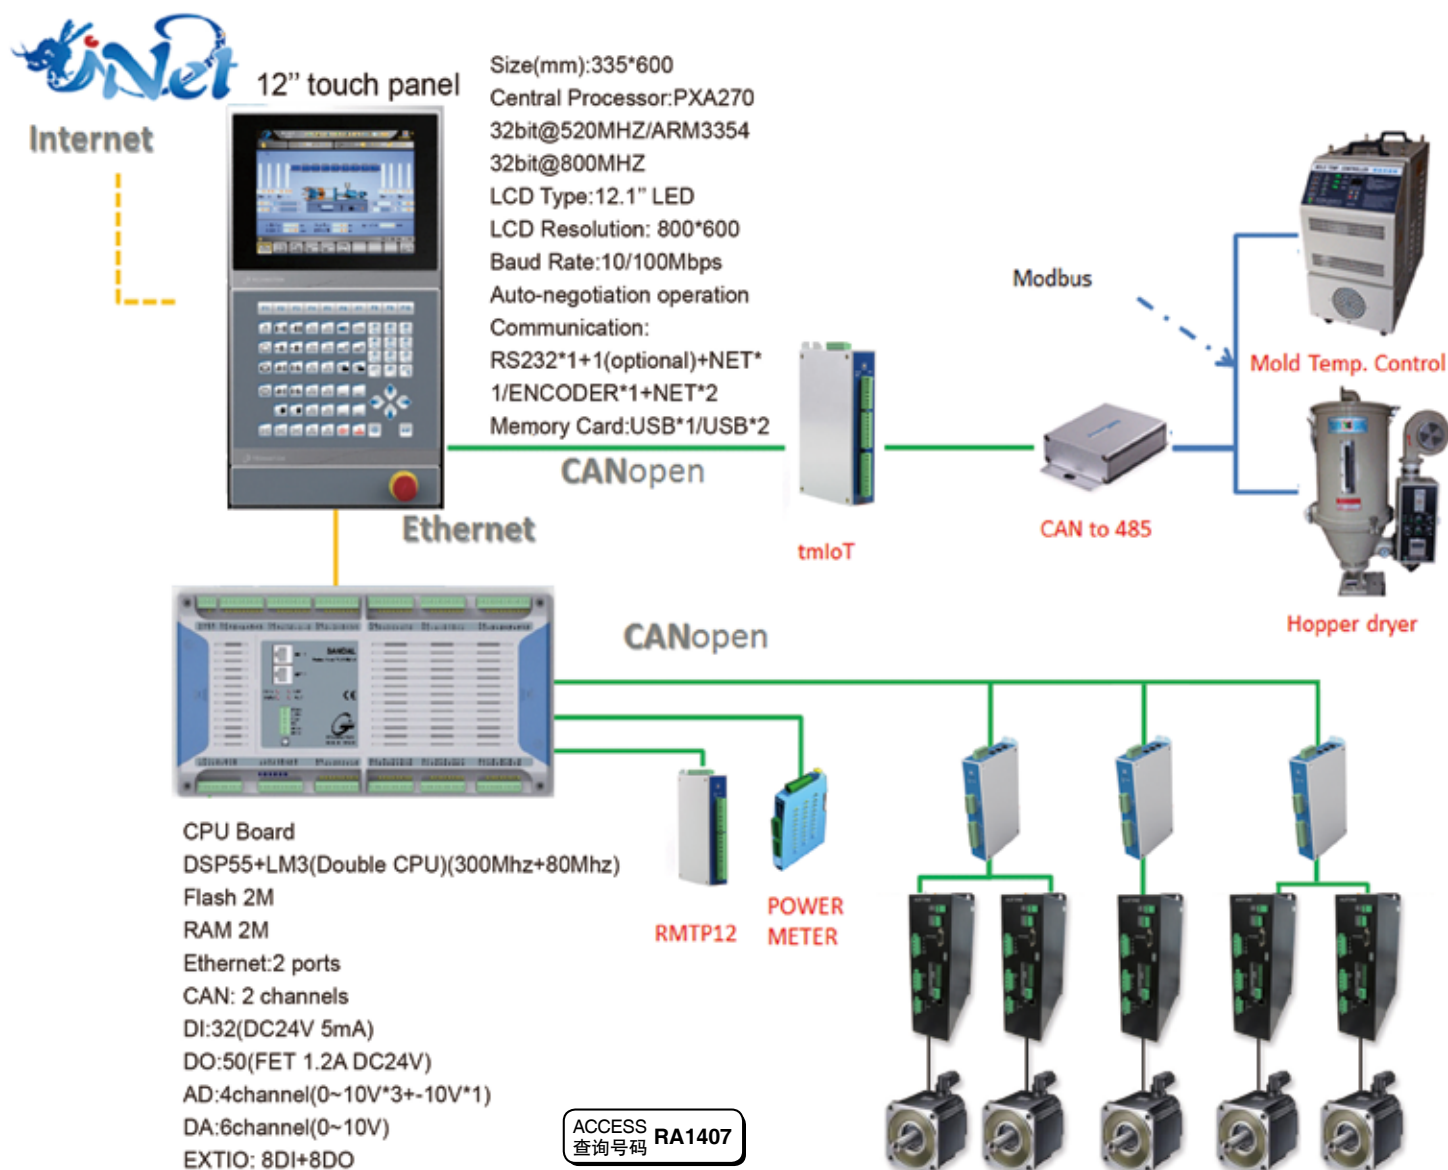 iNet
Internet
12” touch panel
Size(mm):335*600
Central Processor:PXA270
32bit@520MHZ/ARM3354
32bit@800MHZ
LCD Type:12.1” LED
LCD Resolution: 800*600
Baud Rate:10/100Mbps
Auto-negotiation operation
Communication:
RS232*1+1(optional)+NET*
1/ENCODER*1+NET*2
Memory Card:USB*1/USB*2
CANopen
Ethernet
tmIoT
CAN to 485
Modbus
MOLD TEMP. CONTROLLER
Mold Temp. Control
Hopper dryer
CANopen
CPU Board
DSP55+LM3(Double CPU)(300Mhz+80Mhz)
Flash 2M
RAM 2M
Ethernet:2 ports
CAN: 2 channels
DI:32(DC24V 5mA)
DO:50(FET 1.2A DC24V)
AD:4channel(0~10V*3+-10V*1)
DA:6channel(0~10V)
EXTIO: 8DI+8DO
RMTP12
POWER
METER
ACCESS
查询号码 RA1407